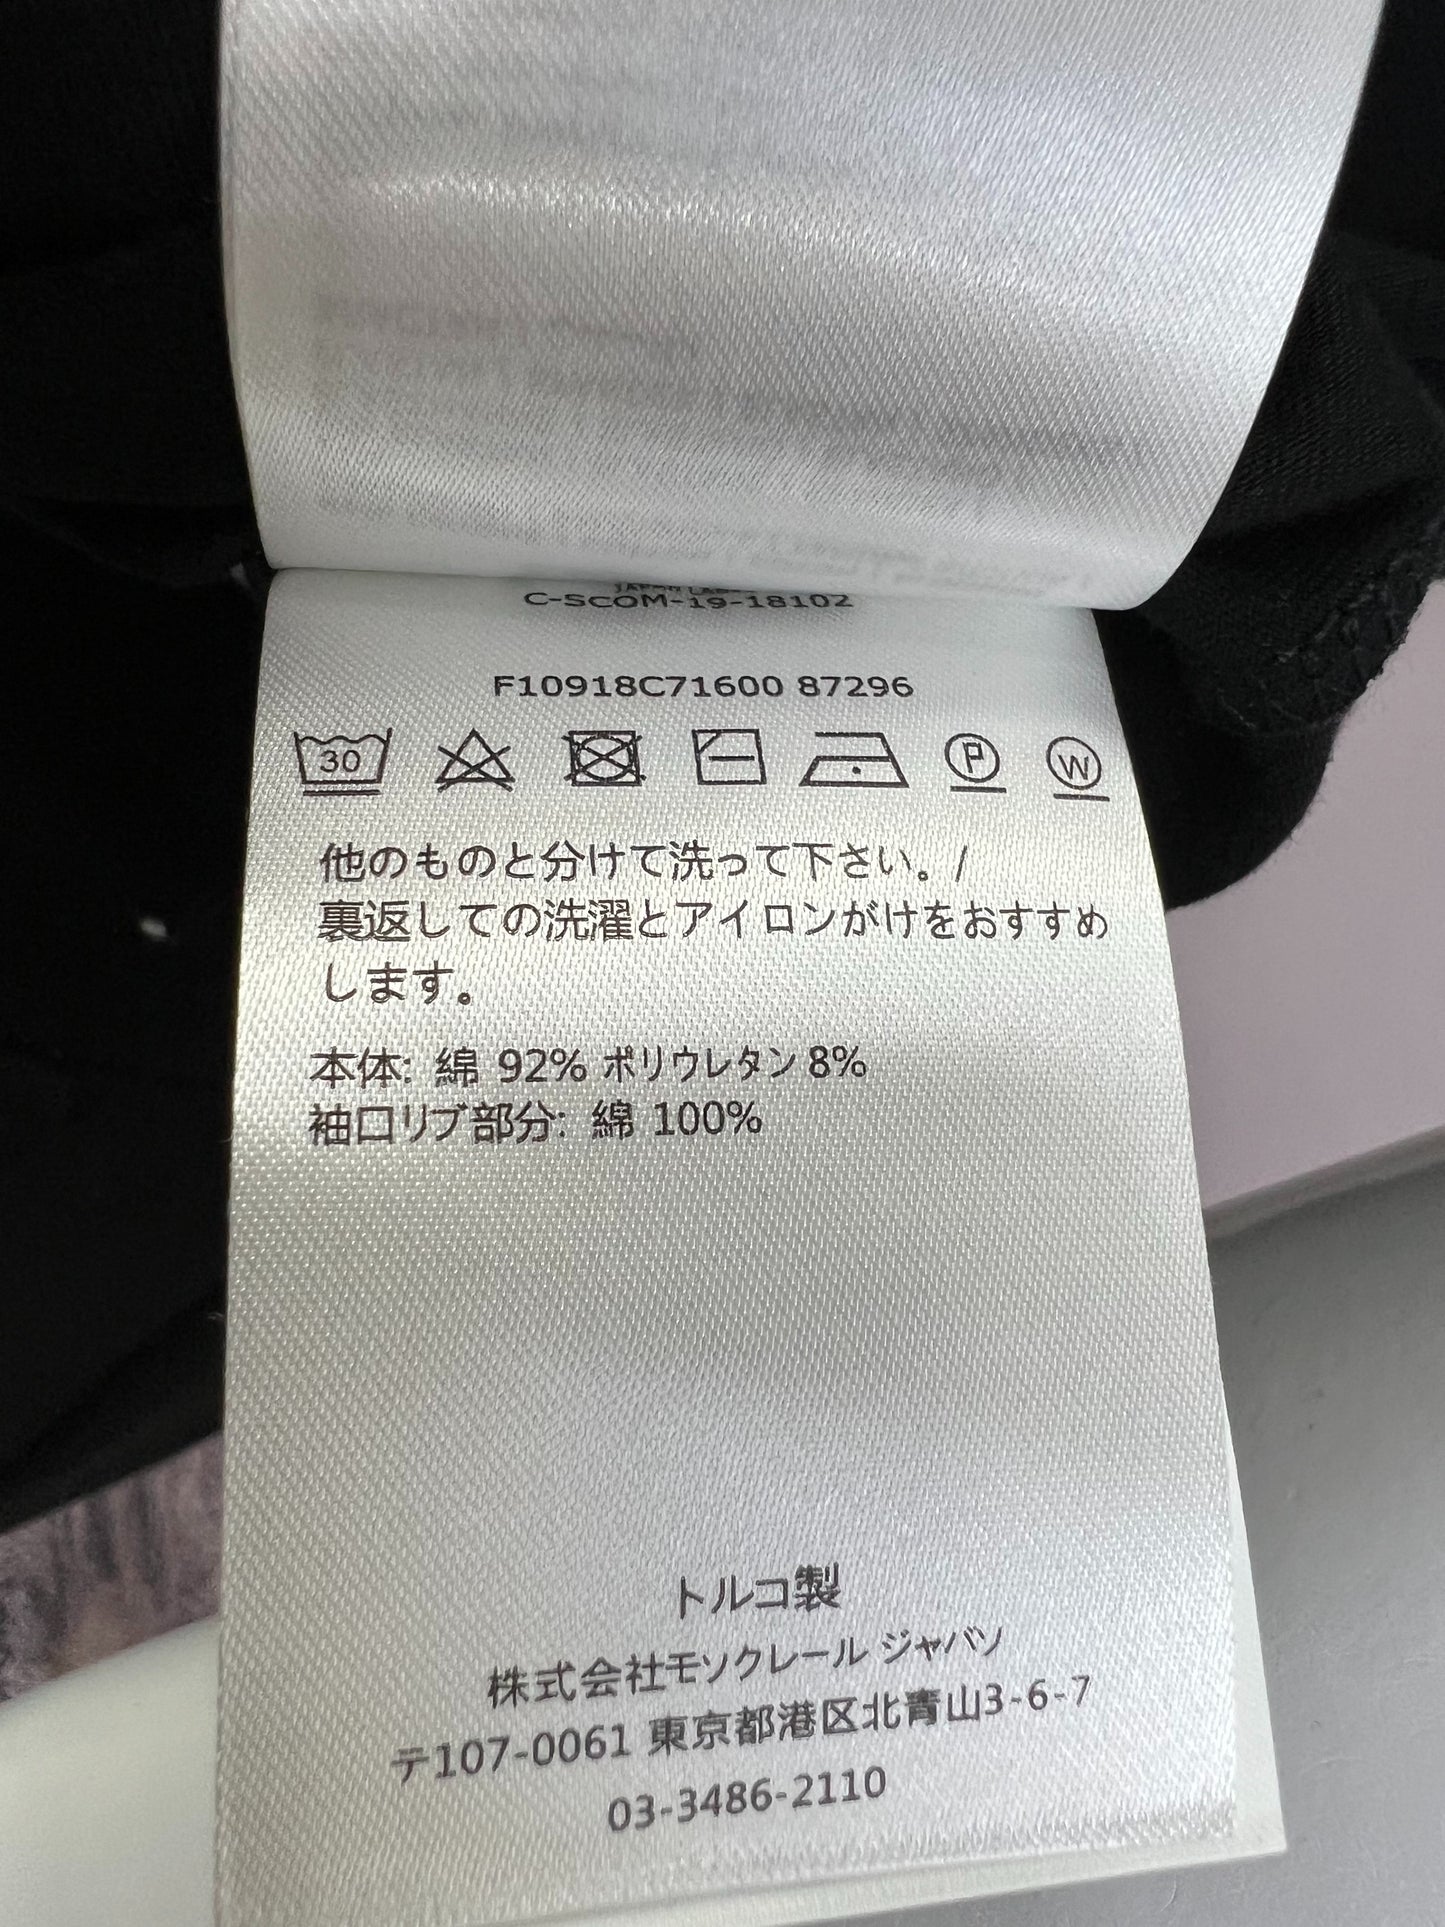 C-SCOM-19-18102
F10918C71600 87296
30
P
W
他のものと分けて洗って下さい。/
裏返しての洗濯とアイロンがけをおすすめ
します。
本体: 綿 92% ポリウレタン 8%
袖口リブ部分: 綿 100%
トルコ製
株式会社モソクレール ジャバソ
〒107-0061 東京都港区北青山3-6-7
03-3486-2110